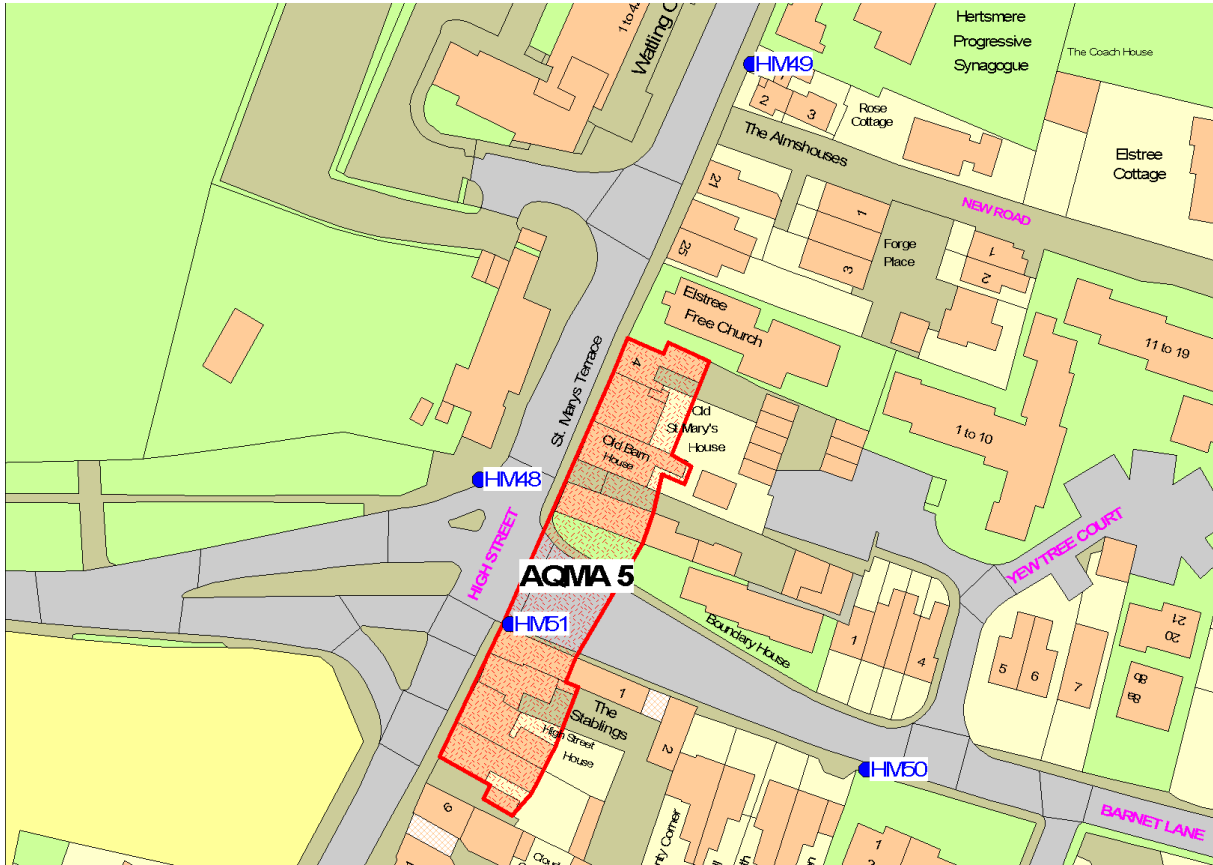 Hertsmere
Progressive
Synagogue
The Coach House
1 to 42
Watling C
HM49
2
3
Rose
Cottage
The Almshouses
Elstree
Cottage
NEW ROAD
21
25
1
3
Forge
Place
1
2
Elstree
Free Church
11 to 19
1 to 10
St. Marys Terrace
4
Old
St. Mary's
House
Old Barn
House
HM48
HIGH STREET
YEW TREE COURT
AQMA 5
HM51
Boundary House
1
4
5
6
7
21
20
8b
8a
1
The
Stablings
High Street
House
2
HM50
BARNET LANE
6
nty Corner
1